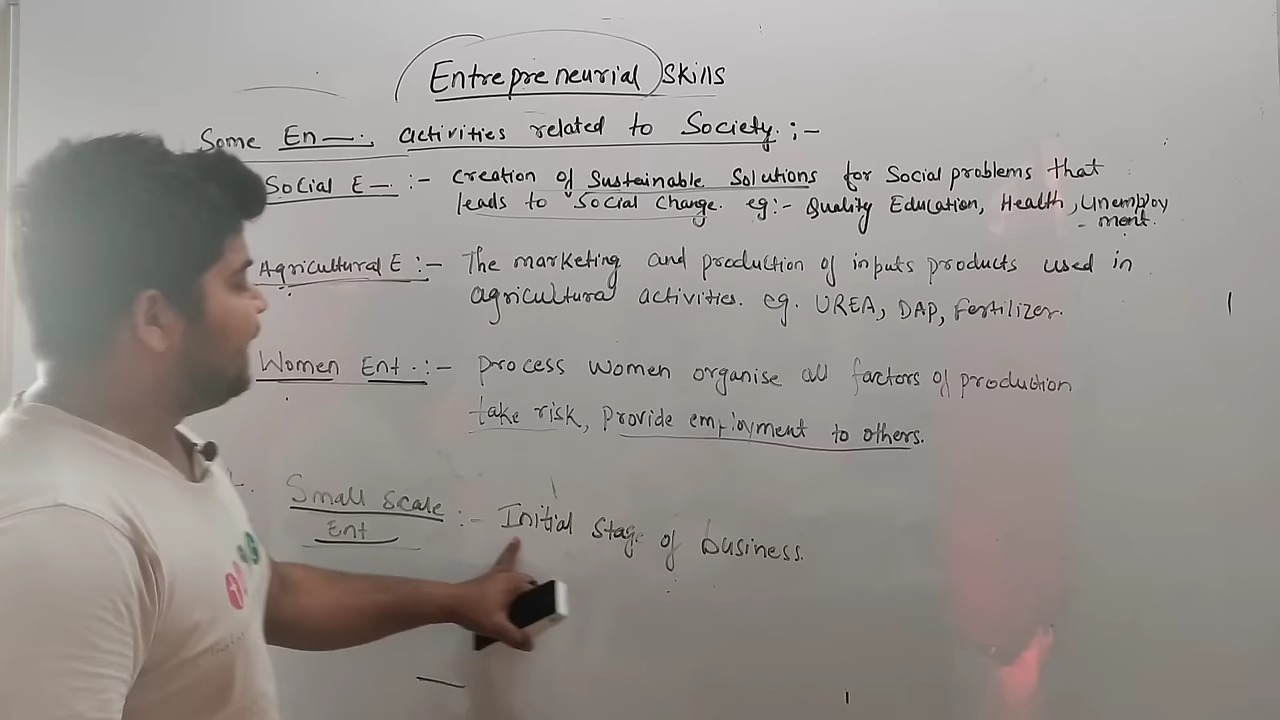 Entrepreneurial Skills
Some En—. activities related to Society :-
Social E— :- Creation of Sustainable Solutions for Social problems that
leads to "Social Change. eg:- Quality Education, Health, Unemploy
- ment.
Agricultural E :- The marketing and production of inputs products used in
agricultural activities. eg. UREA, DAP, Fertilizer.
Women Ent. :- Process women organise all factors of production
take risk, provide employment to others.
Small scale
Ent :- Initial stage of business.